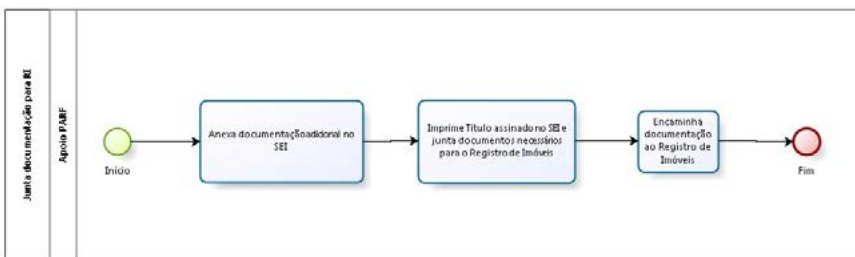 Junta documentação para RI
Apoio PARF
Início
Anexa documentaçãoadicional no
SEI
Imprime Título assinado no SEI e
junta documentos necessários
para o Registro de Imóveis
Encaminha
documentação
ao Registro de
Imóveis
Fim